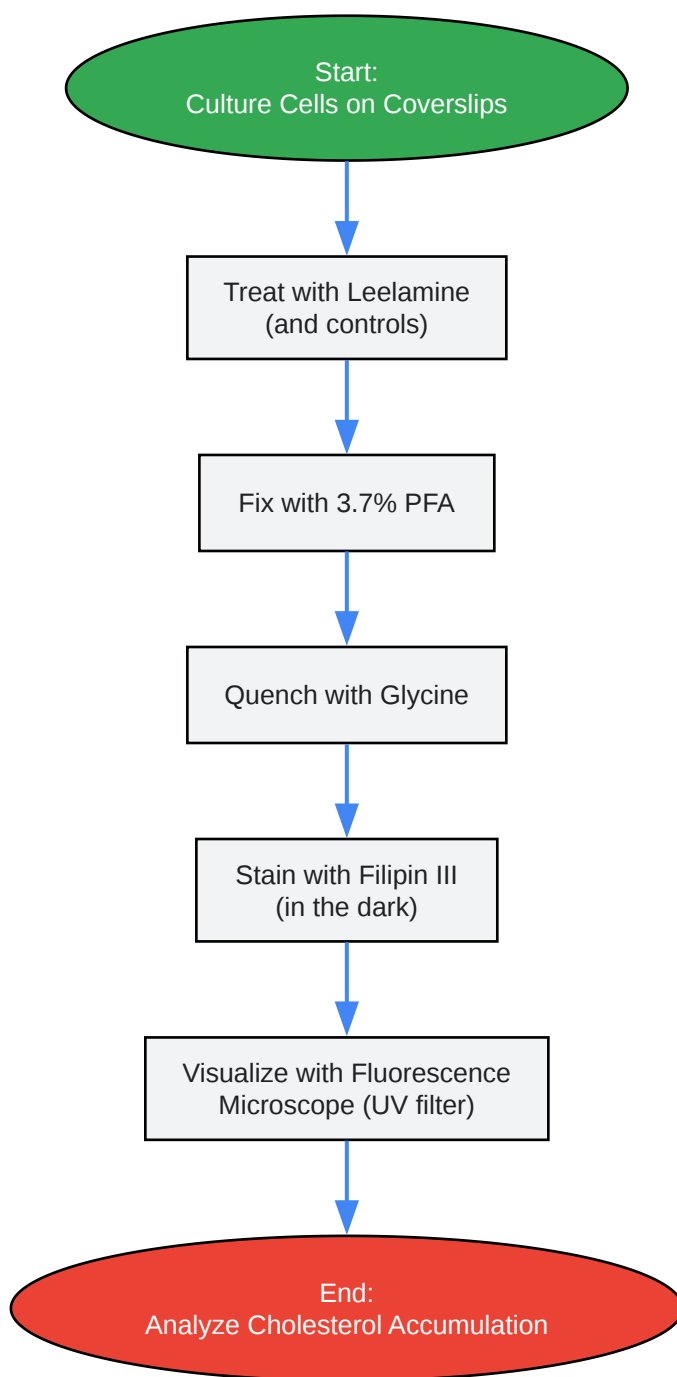 Start:
Culture Cells on Coverslips
Treat with Leelamine
(and controls)
Fix with 3.7% PFA
Quench with Glycine
Stain with Filipin III
(in the dark)
Visualize with Fluorescence
Microscope (UV filter)
End:
Analyze Cholesterol Accumulation